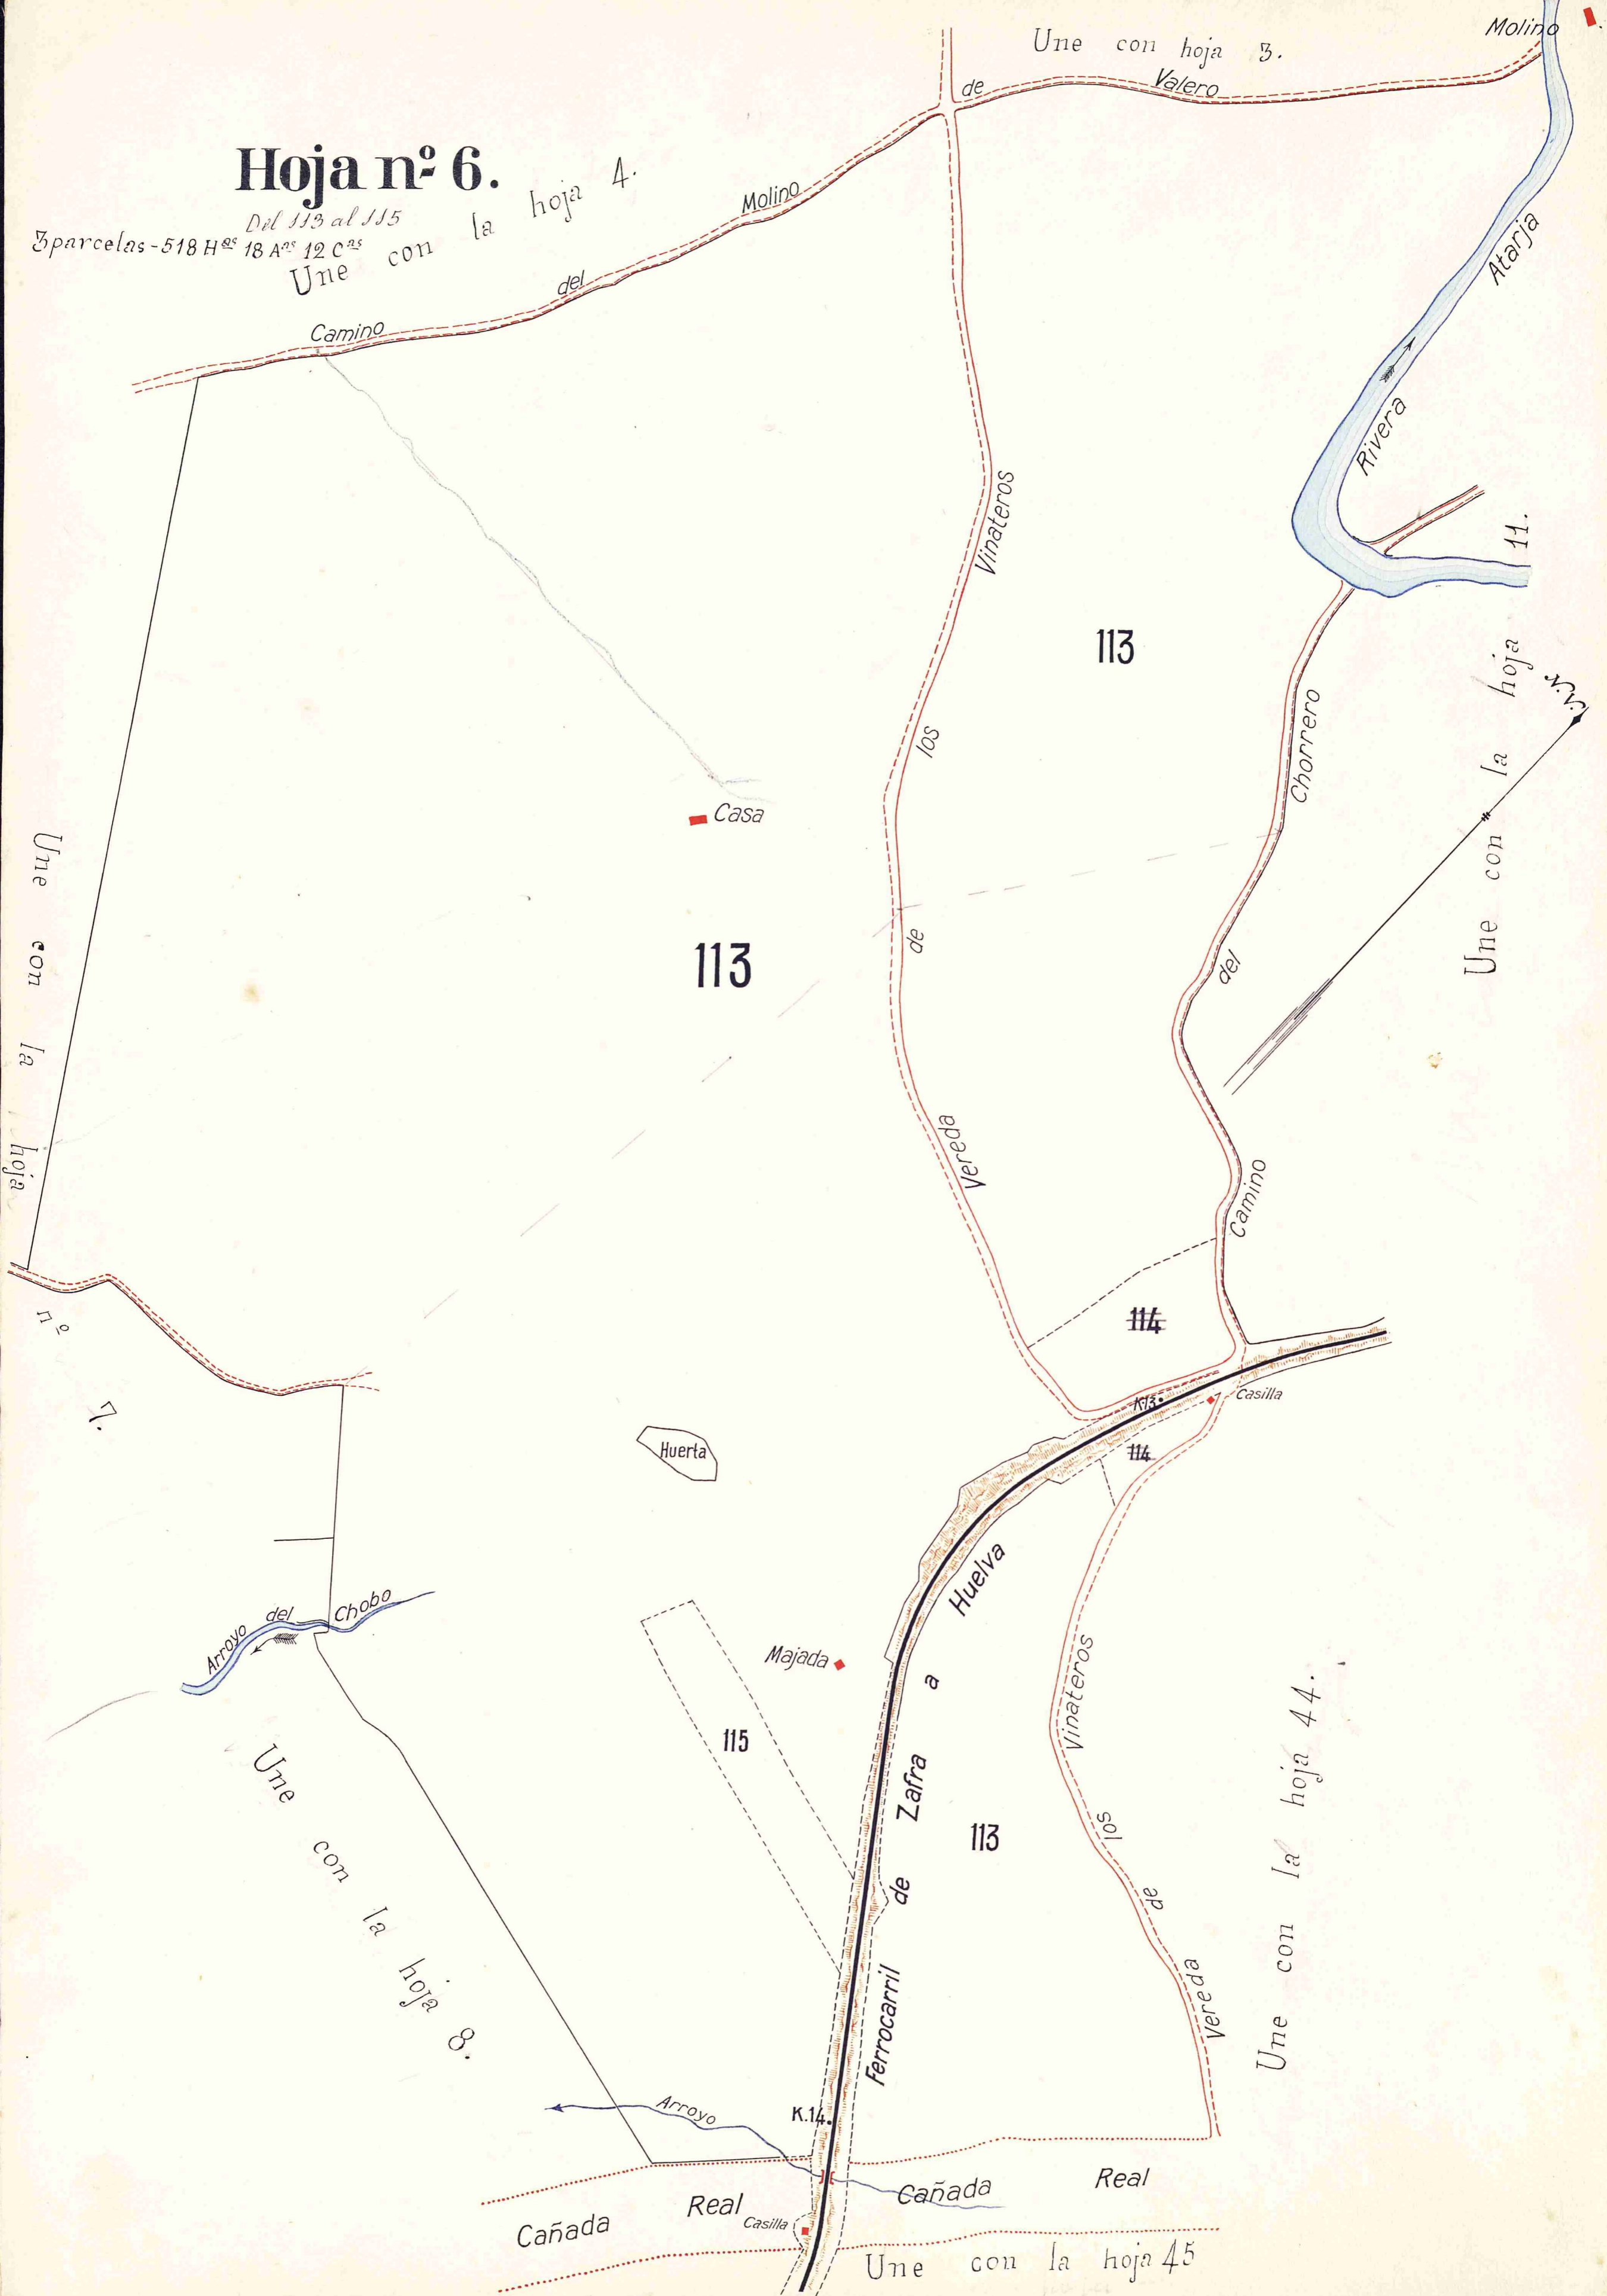 Une con hoja 3.
Molino
Camino del Molino de Valero
Hoja nº 6.
Del 113 al 115
3 parcelas - 518 Has 18 Aas 12 Cas
Une con la hoja 4.
Rivera Atarja
Vereda de los Vinateros
113
Camino del Chorrero
Une con la hoja 11.
N.
Casa
113
Une con la hoja nº 7.
114
K.13.
Casilla
114
Huerta
Ferrocarril de Zafra a Huelva
Arroyo del Chobo
Majada
115
113
Vereda de los Vinateros
Une con la hoja 44.
Une con la hoja 8.
Arroyo
K.14.
Cañada Real
Cañada Real
Casilla
Une con la hoja 45